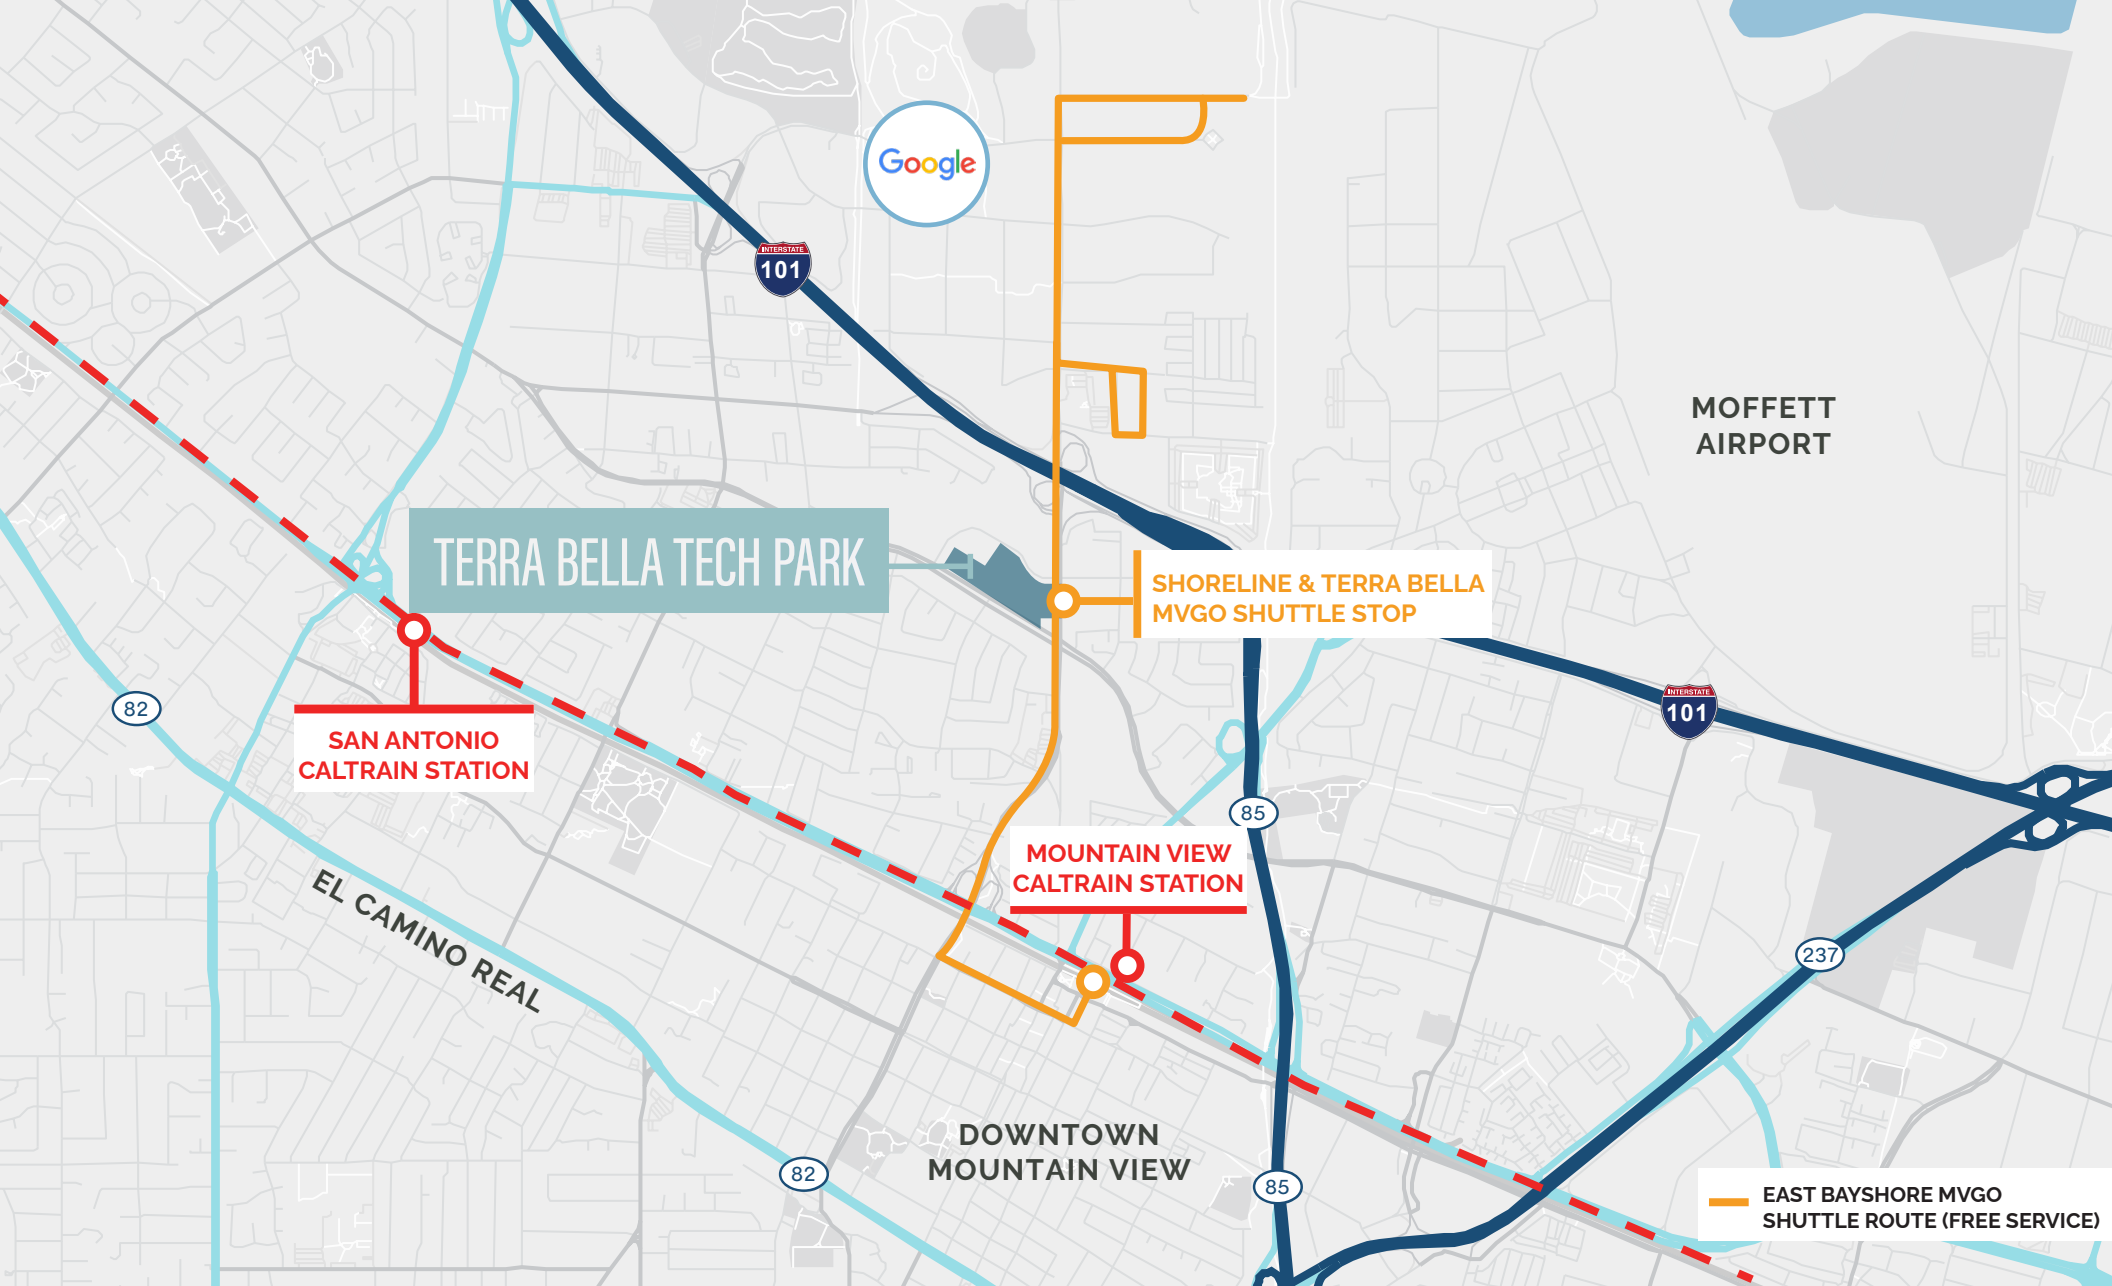 Google
INTERSTATE
101
MOFFETT
AIRPORT
TERRA BELLA TECH PARK
SHORELINE & TERRA BELLA
MVGO SHUTTLE STOP
82
SAN ANTONIO
CALTRAIN STATION
INTERSTATE
101
85
MOUNTAIN VIEW
CALTRAIN STATION
EL CAMINO REAL
237
DOWNTOWN
MOUNTAIN VIEW
82
85
EAST BAYSHORE MVGO
SHUTTLE ROUTE (FREE SERVICE)